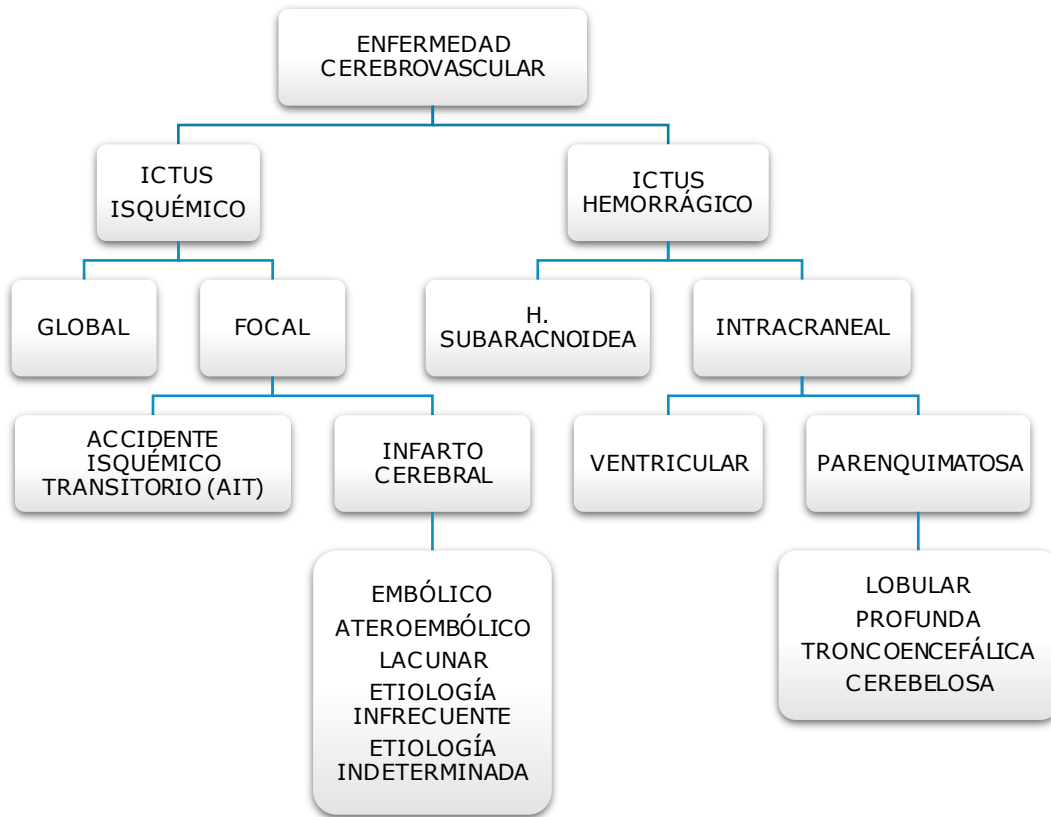 ENFERMEDAD
CEREBROVASCULAR
ICTUS
ISQUÉMICO
ICTUS
HEMORRÁGICO
GLOBAL
FOCAL
H.
SUBARACNOIDEA
INTRACRANEAL
ACCIDENTE
ISQUÉMICO
TRANSITORIO (AIT)
INFARTO
CEREBRAL
VENTRICULAR
PARENQUIMATOSA
EMBÓLICO
ATEROEMBÓLICO
LACUNAR
ETIOLOGÍA
INFRECUENTE
ETIOLOGÍA
INDETERMINADA
LOBULAR
PROFUNDA
TRONCOENCEFÁLICA
CEREBELOSA